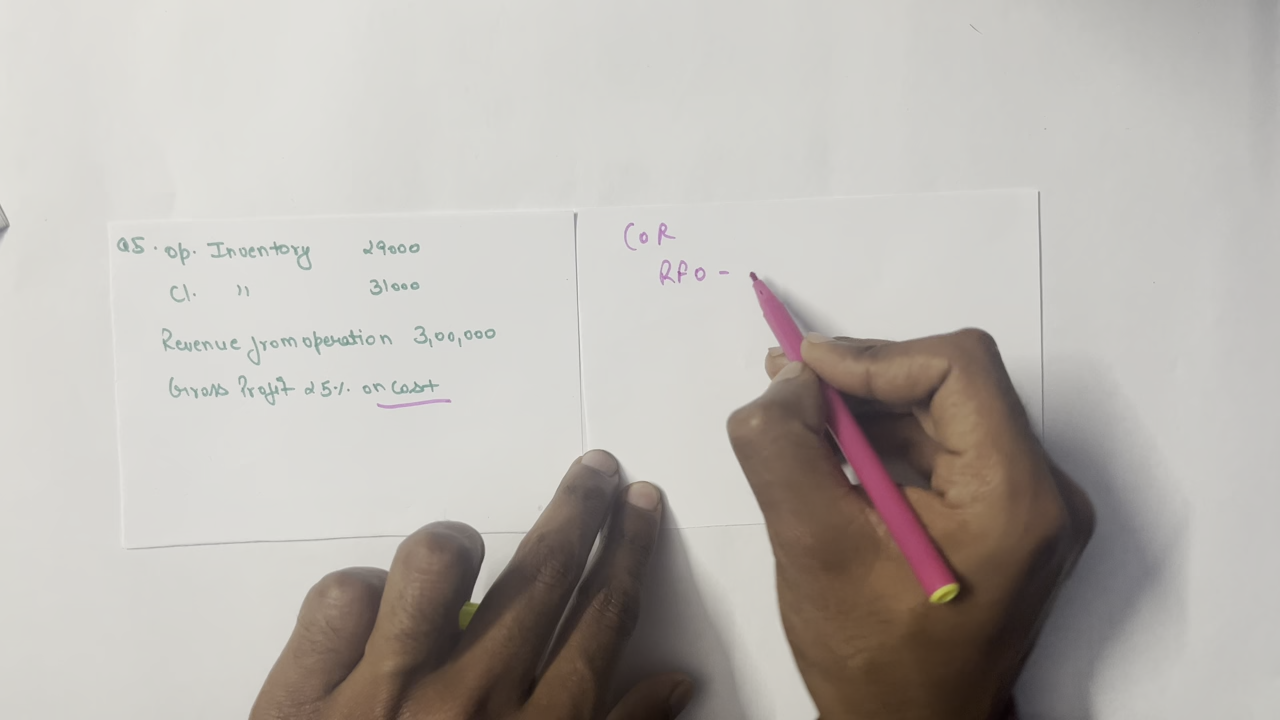 Q5. Op. Inventory 29000
Cl. " 31000
Revenue from operation 3,00,000
Gross Profit 25% on cost
CoR
RFO -